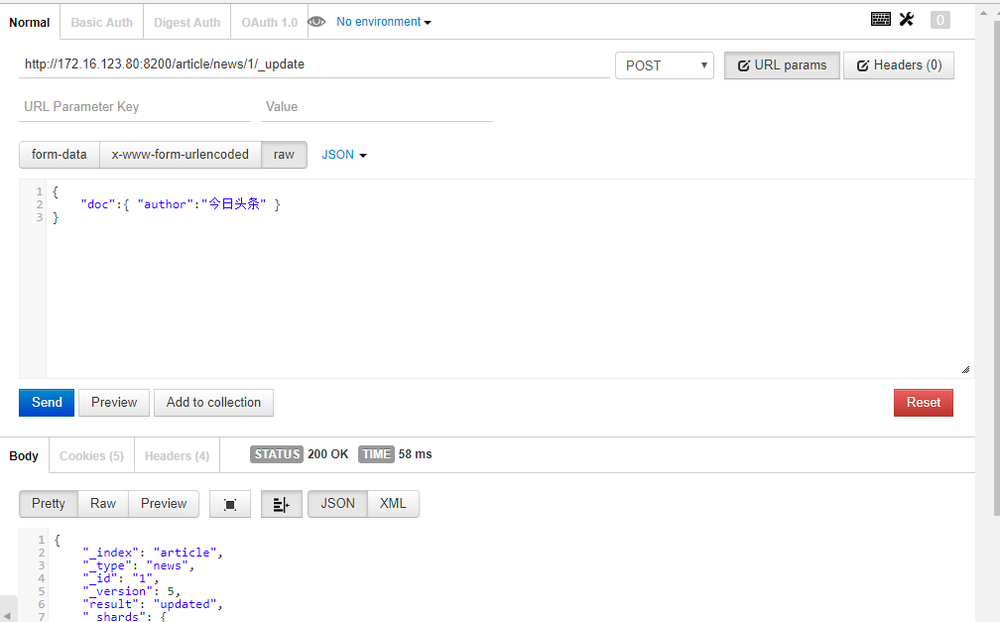 Normal Basic Auth Digest Auth OAuth 1.0 No environment 0
http://172.16.123.80:8200/article/news/1/_update POST URL params Headers (0)
URL Parameter Key Value
form-data x-www-form-urlencoded raw JSON
1 {
2 "doc":{ "author":"今日头条" }
3 }
Send Preview Add to collection Reset
Body Cookies (5) Headers (4) STATUS 200 OK TIME 58 ms
Pretty Raw Preview JSON XML
1 {
2 "_index": "article",
3 "_type": "news",
4 "_id": "1",
5 "_version": 5,
6 "result": "updated",
7 "_shards": {